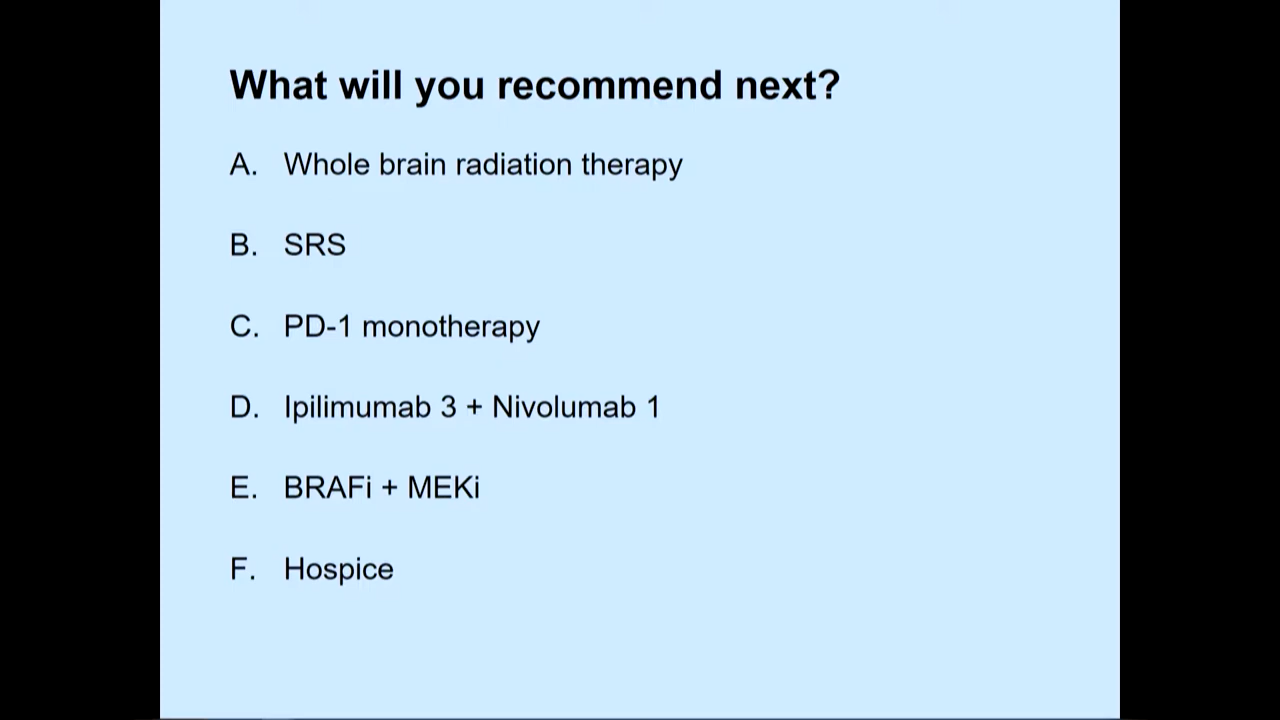 What will you recommend next?
A. Whole brain radiation therapy
B. SRS
C. PD-1 monotherapy
D. Ipilimumab 3 + Nivolumab 1
E. BRAFi + MEKi
F. Hospice